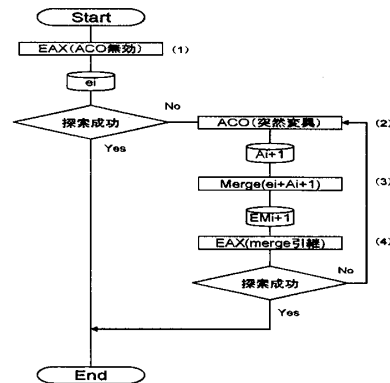 Start
EAX(ACO無効) (1)
ei
探索成功
No
Yes
ACO(突然変異) (2)
Ai+1
Merge(ei+Ai+1) (3)
EMi+1
EAX(merge引継) (4)
探索成功
No
Yes
End